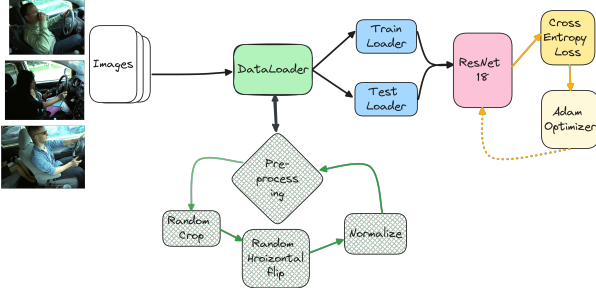 Images
DataLoader
Train
Loader
Test
Loader
ResNet
18
Cross
Entropy
Loss
Adam
Optimizer
Pre-
process
ing
Random
Crop
Random
Hroizontal
flip
Normalize